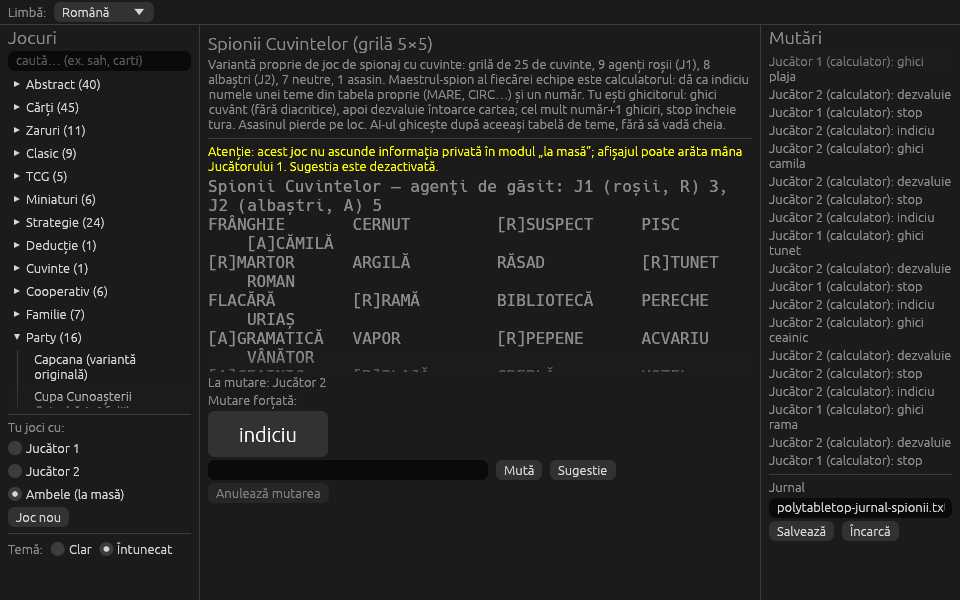 Limbă: Română
Jocuri
caută... (ex. sah, carti)
Abstract (40)
Cărți (45)
Zaruri (11)
Clasic (9)
TCG (5)
Miniaturi (6)
Strategie (24)
Deducție (1)
Cuvinte (1)
Cooperativ (6)
Familie (7)
Party (16)
Capcana (variantă
originală)
Cupa Cunoașterii
Tu joci cu:
Jucător 1
Jucător 2
Ambele (la masă)
Joc nou
Temă: Clar Întunecat
Spionii Cuvintelor (grilă 5×5)
Variantă proprie de joc de spionaj cu cuvinte: grilă de 25 de cuvinte, 9 agenți roșii (J1), 8
albaștri (J2), 7 neutre, 1 asasin. Maestrul-spion al fiecărei echipe este calculatorul: dă ca indiciu
numele unei teme din tabela proprie (MARE, CIRC...) și un număr. Tu ești ghicitorul: ghici
cuvânt (fără diacritice), apoi dezvaluie întoarce cartea; cel mult număr+1 ghiciri, stop încheie
tura. Asasinul pierde pe loc. AI-ul ghicește după aceeași tabelă de teme, fără să vadă cheia.
Atenție: acest joc nu ascunde informația privată în modul „la masă”; afișajul poate arăta mâna
Jucătorului 1. Sugestia este dezactivată.
Spionii Cuvintelor — agenți de găsit: J1 (roșii, R) 3,
J2 (albaștri, A) 5
FRÂNGHIE CERNUT [R]SUSPECT PISC
[A]CĂMILĂ
[R]MARTOR ARGILĂ RĂSAD [R]TUNET
ROMAN
FLACĂRĂ [R]RAMĂ BIBLIOTECĂ PERECHE
URIAȘ
[A]GRAMATICĂ VAPOR [R]PEPENE ACVARIU
VÂNĂTOR
La mutare: Jucător 2
Mutare forțată:
indiciu
Mută Sugestie
Anulează mutarea
Mutări
Jucător 1 (calculator): ghici
plaja
Jucător 2 (calculator): dezvaluie
Jucător 1 (calculator): stop
Jucător 2 (calculator): indiciu
Jucător 2 (calculator): ghici
camila
Jucător 2 (calculator): dezvaluie
Jucător 2 (calculator): stop
Jucător 2 (calculator): indiciu
Jucător 1 (calculator): ghici
tunet
Jucător 2 (calculator): dezvaluie
Jucător 1 (calculator): stop
Jucător 2 (calculator): indiciu
Jucător 2 (calculator): ghici
ceainic
Jucător 2 (calculator): dezvaluie
Jucător 2 (calculator): stop
Jucător 2 (calculator): indiciu
Jucător 1 (calculator): ghici
rama
Jucător 2 (calculator): dezvaluie
Jucător 1 (calculator): stop
Jurnal
polytabletop-jurnal-spionii.txt
Salvează Încarcă